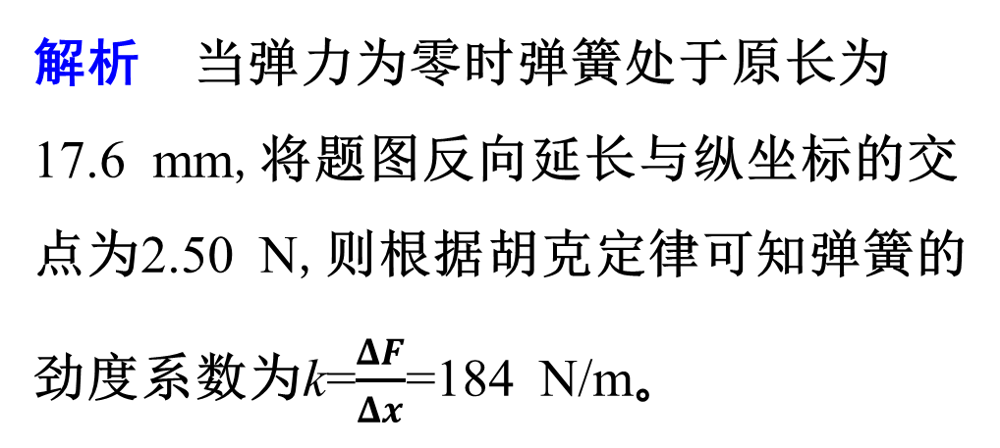 解析 当弹力为零时弹簧处于原长为
17.6 mm,将题图反向延长与纵坐标的交
点为2.50 N,则根据胡克定律可知弹簧的
劲度系数为k=ΔF/Δx=184 N/m。